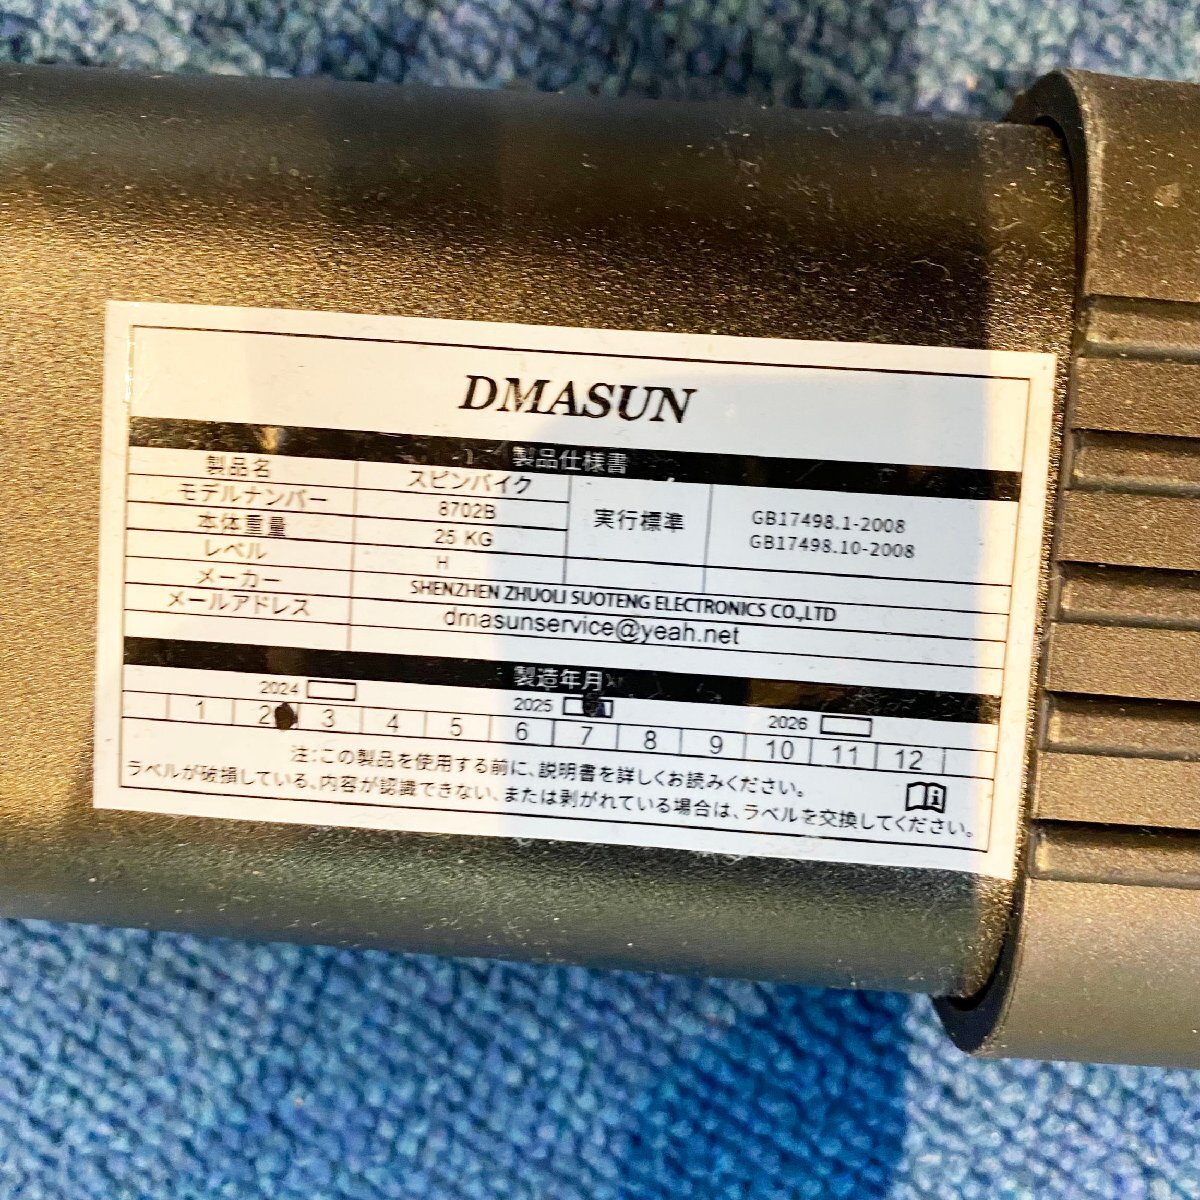 DMASUN
製品仕様書
製品名 スピンバイク
モデルナンバー 8702B
本体重量 25 KG
レベル H
実行標準
GB17498.1-2008
GB17498.10-2008
メーカー SHENZHEN ZHUOLI SUOTENG ELECTRONICS CO.,LTD
メールアドレス dmasunservice@yeah.net
製造年月
2024 2025 2026
1 2 3 4 5 6 7 8 9 10 11 12
注:この製品を使用する前に、説明書を詳しくお読みください。
ラベルが破損している、内容が認識できない、または剥がれている場合は、ラベルを交換してください。